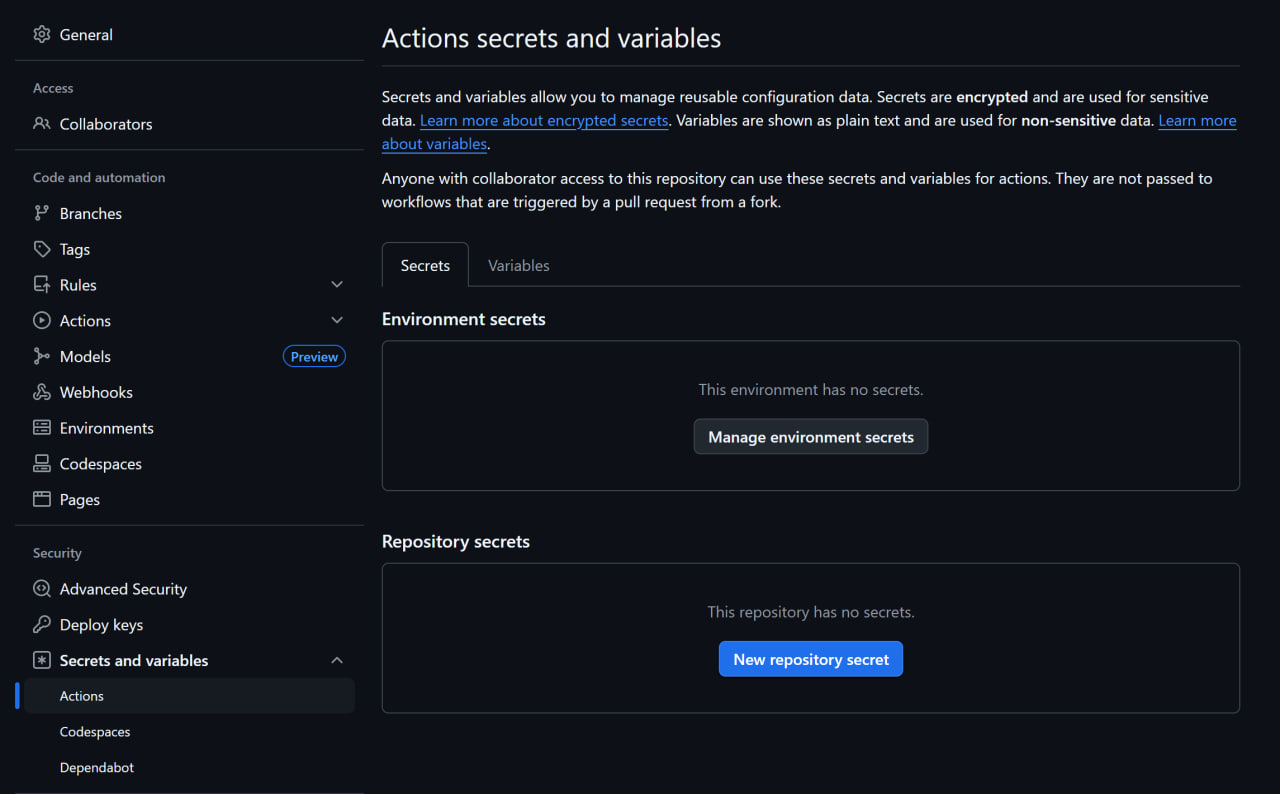 General
Access
Collaborators
Code and automation
Branches
Tags
Rules
Actions
Models
Preview
Webhooks
Environments
Codespaces
Pages
Security
Advanced Security
Deploy keys
Secrets and variables
Actions
Codespaces
Dependabot
Actions secrets and variables
Secrets and variables allow you to manage reusable configuration data. Secrets are encrypted and are used for sensitive
data. Learn more about encrypted secrets. Variables are shown as plain text and are used for non-sensitive data. Learn more
about variables.
Anyone with collaborator access to this repository can use these secrets and variables for actions. They are not passed to
workflows that are triggered by a pull request from a fork.
Secrets
Variables
Environment secrets
This environment has no secrets.
Manage environment secrets
Repository secrets
This repository has no secrets.
New repository secret